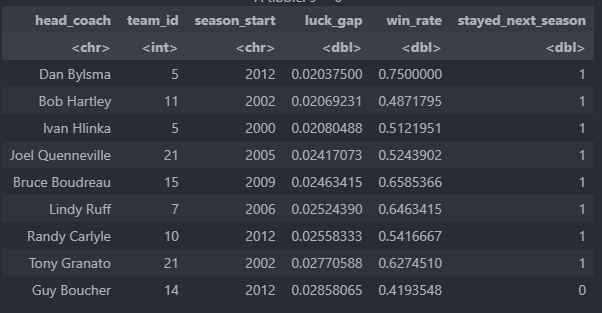 head_coach team_id season_start luck_gap win_rate stayed_next_season
<chr> <int> <chr> <dbl> <dbl> <dbl>
Dan Bylsma 5 2012 0.02037500 0.7500000 1
Bob Hartley 11 2002 0.02069231 0.4871795 1
Ivan Hlinka 5 2000 0.02080488 0.5121951 1
Joel Quenneville 21 2005 0.02417073 0.5243902 1
Bruce Boudreau 15 2009 0.02463415 0.6585366 1
Lindy Ruff 7 2006 0.02524390 0.6463415 1
Randy Carlyle 10 2012 0.02558333 0.5416667 1
Tony Granato 21 2002 0.02770588 0.6274510 1
Guy Boucher 14 2012 0.02858065 0.4193548 0